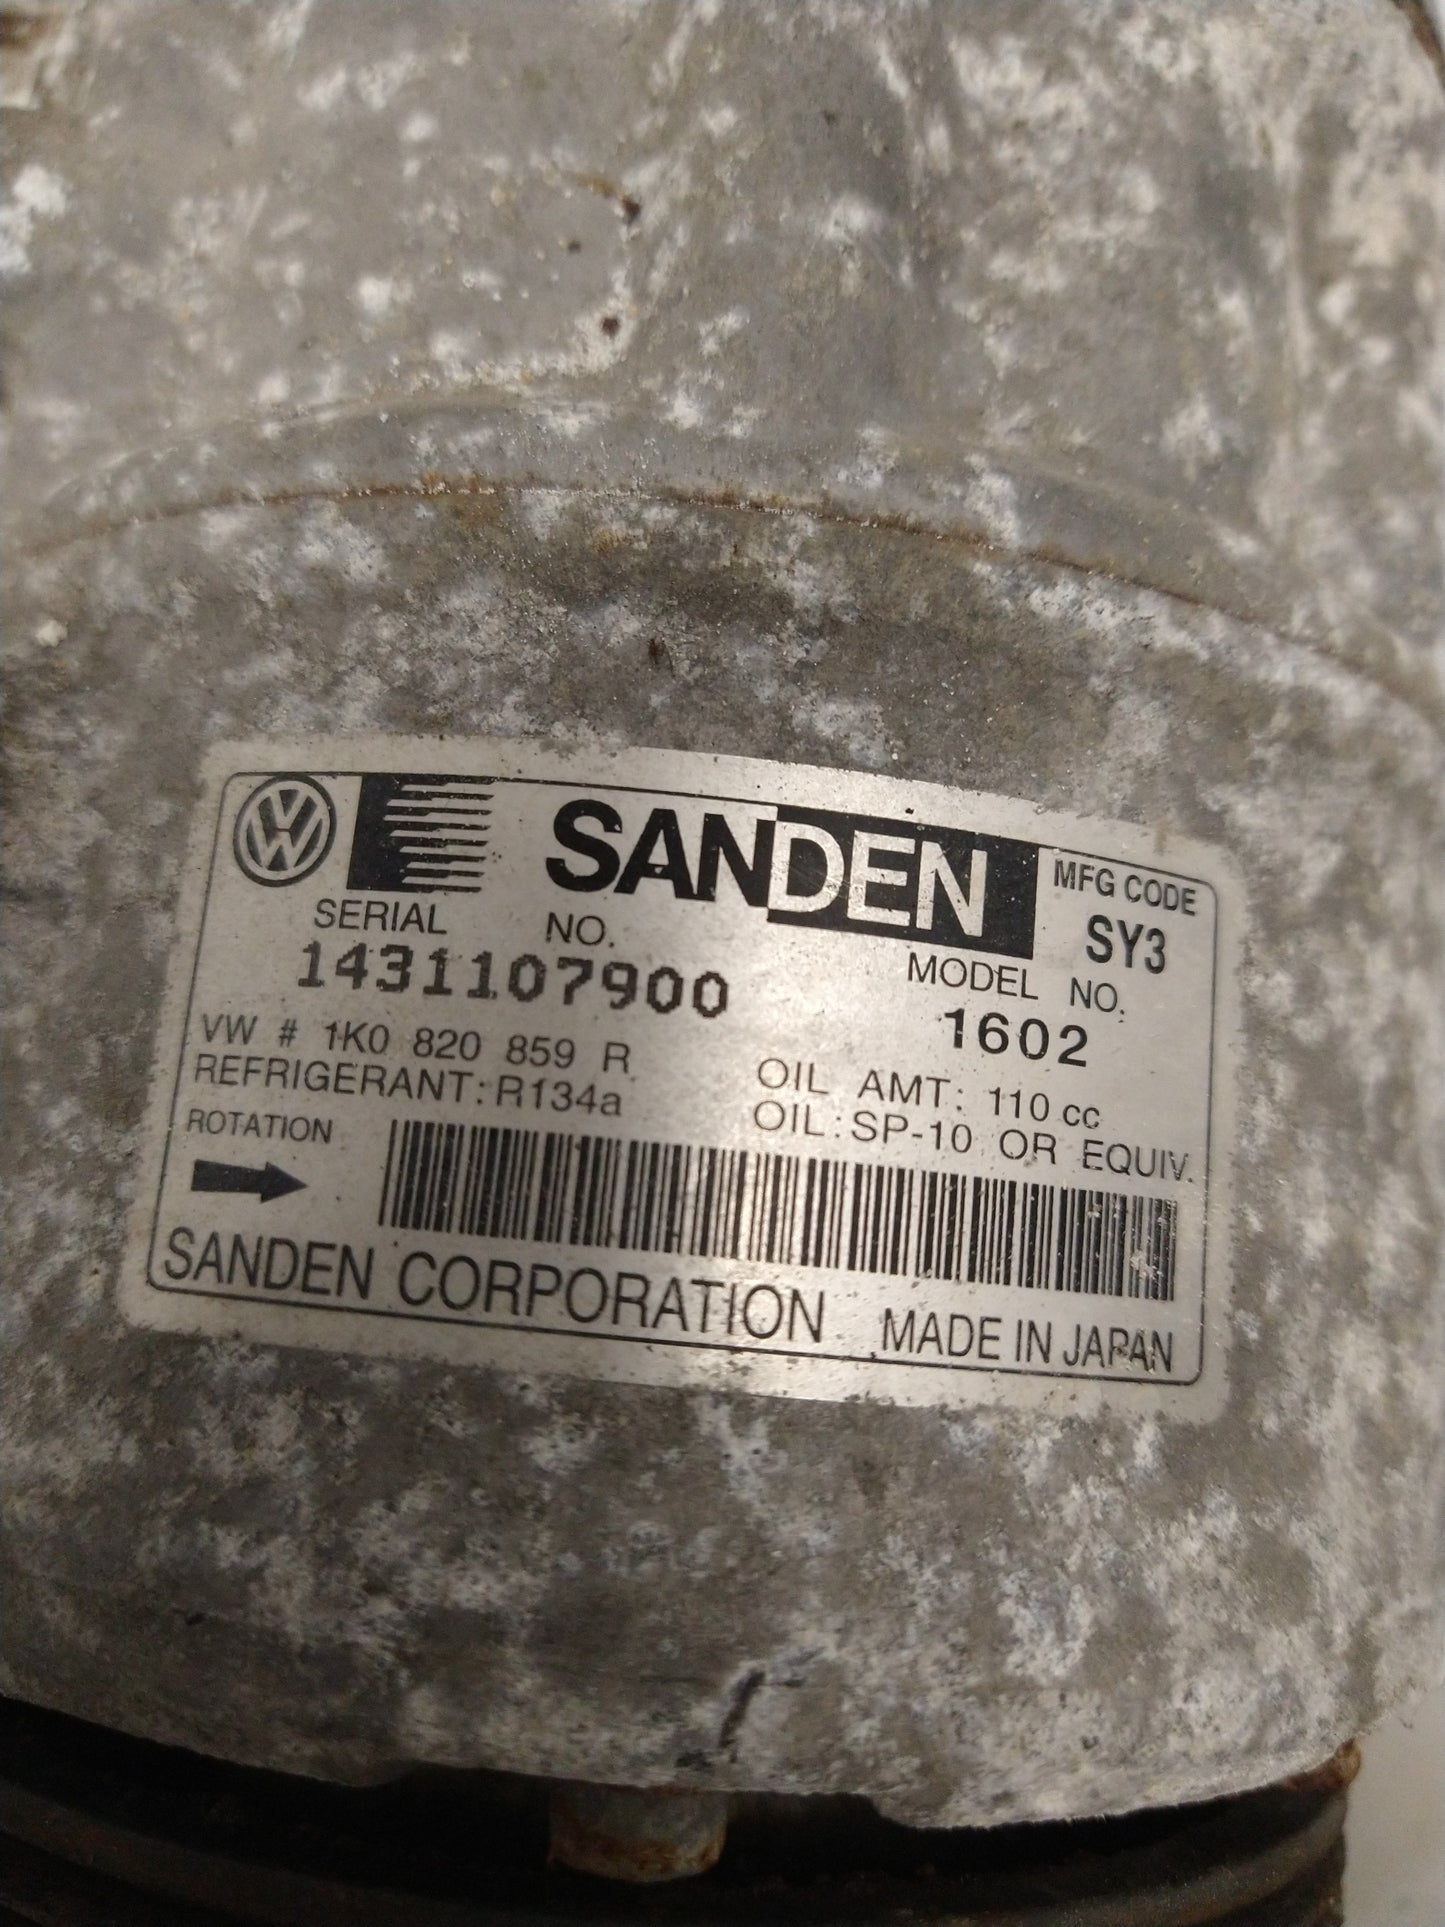 VW SANDEN MFG CODE
SERIAL NO. SY3
1431107900 MODEL NO.
1602
VW # 1K0 820 859 R
REFRIGERANT: R134a OIL AMT: 110 cc
ROTATION OIL: SP-10 OR EQUIV.
SANDEN CORPORATION MADE IN JAPAN